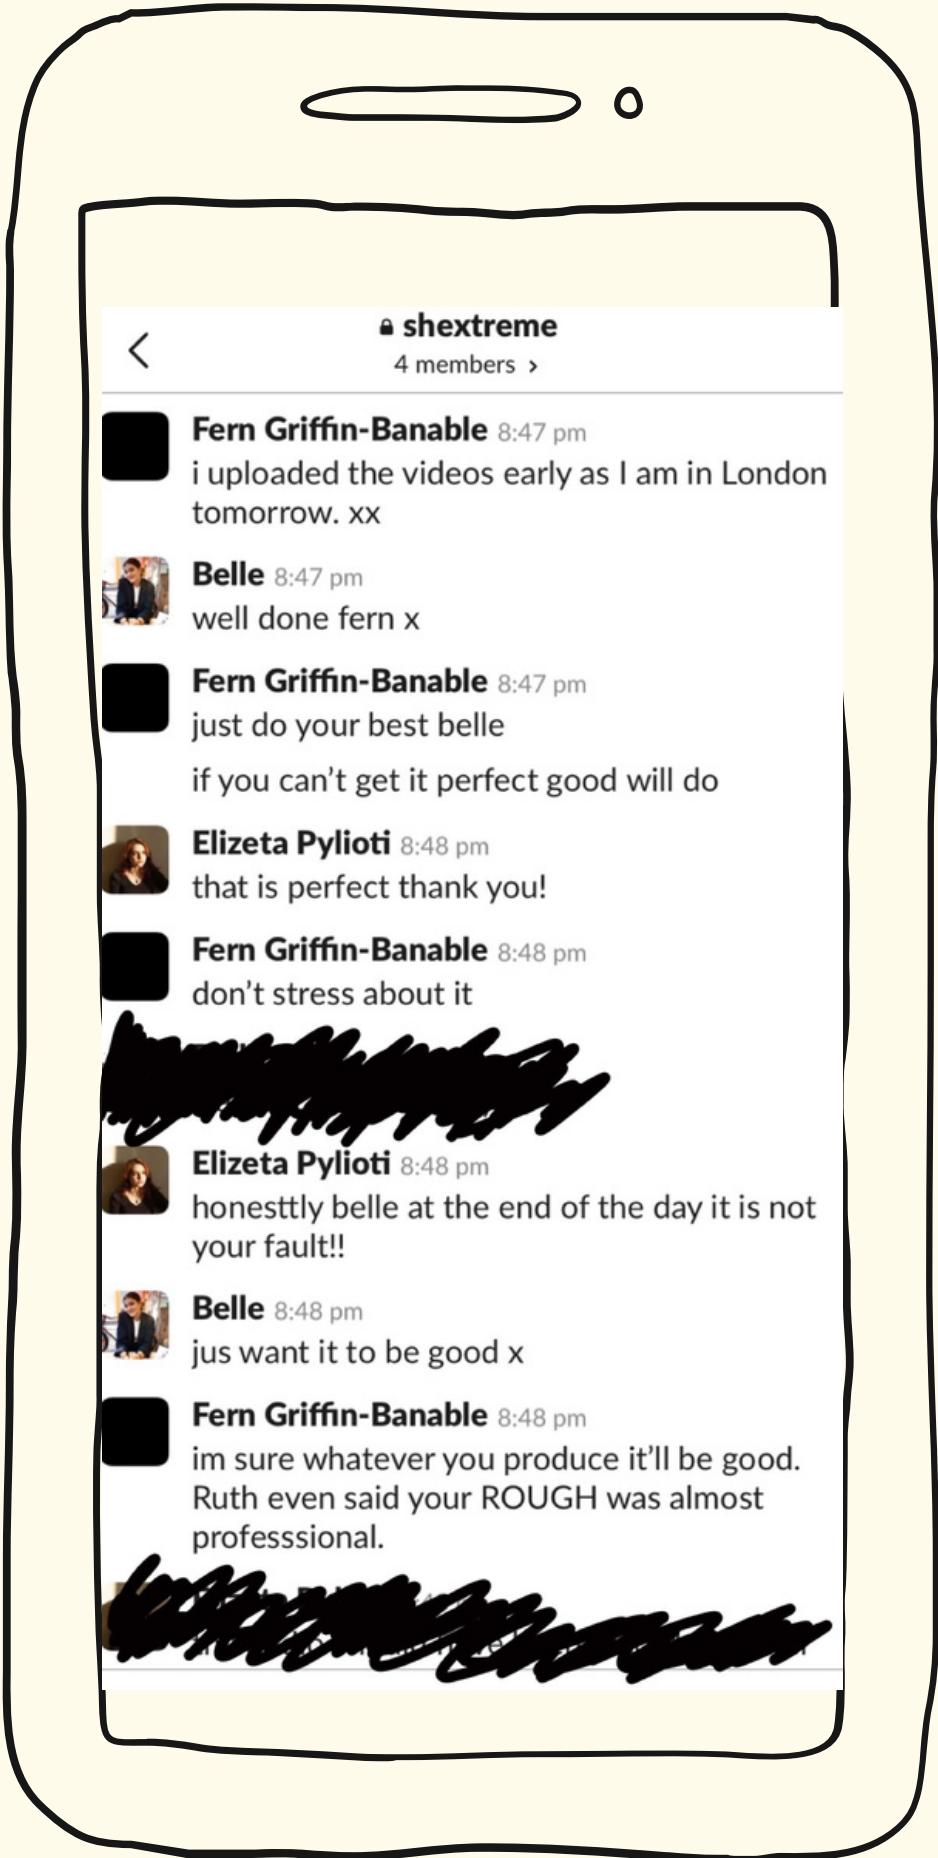 shextreme
4 members >
Fern Griffin-Banable 8:47 pm
i uploaded the videos early as I am in London
tomorrow. xx
Belle 8:47 pm
well done fern x
Fern Griffin-Banable 8:47 pm
just do your best belle
if you can't get it perfect good will do
Elizeta Pylioti 8:48 pm
that is perfect thank you!
Fern Griffin-Banable 8:48 pm
don't stress about it
Elizeta Pylioti 8:48 pm
honesttly belle at the end of the day it is not
your fault!!
Belle 8:48 pm
jus want it to be good x
Fern Griffin-Banable 8:48 pm
im sure whatever you produce it'll be good.
Ruth even said your ROUGH was almost
professsional.